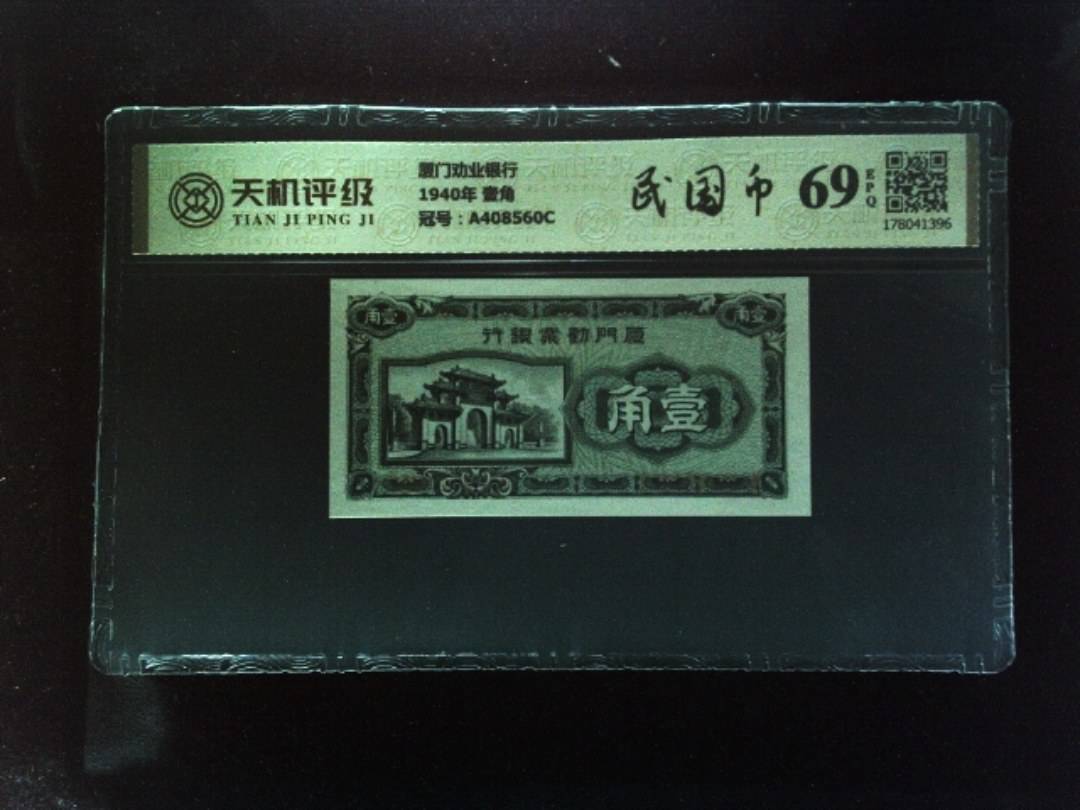 天机评级
TIAN JI PING JI
厦门劝业银行
1940年 壹角
冠号：A408560C
民国币
69
EPQ
178041396
角壹
角壹
行銀業勸門廈
角壹